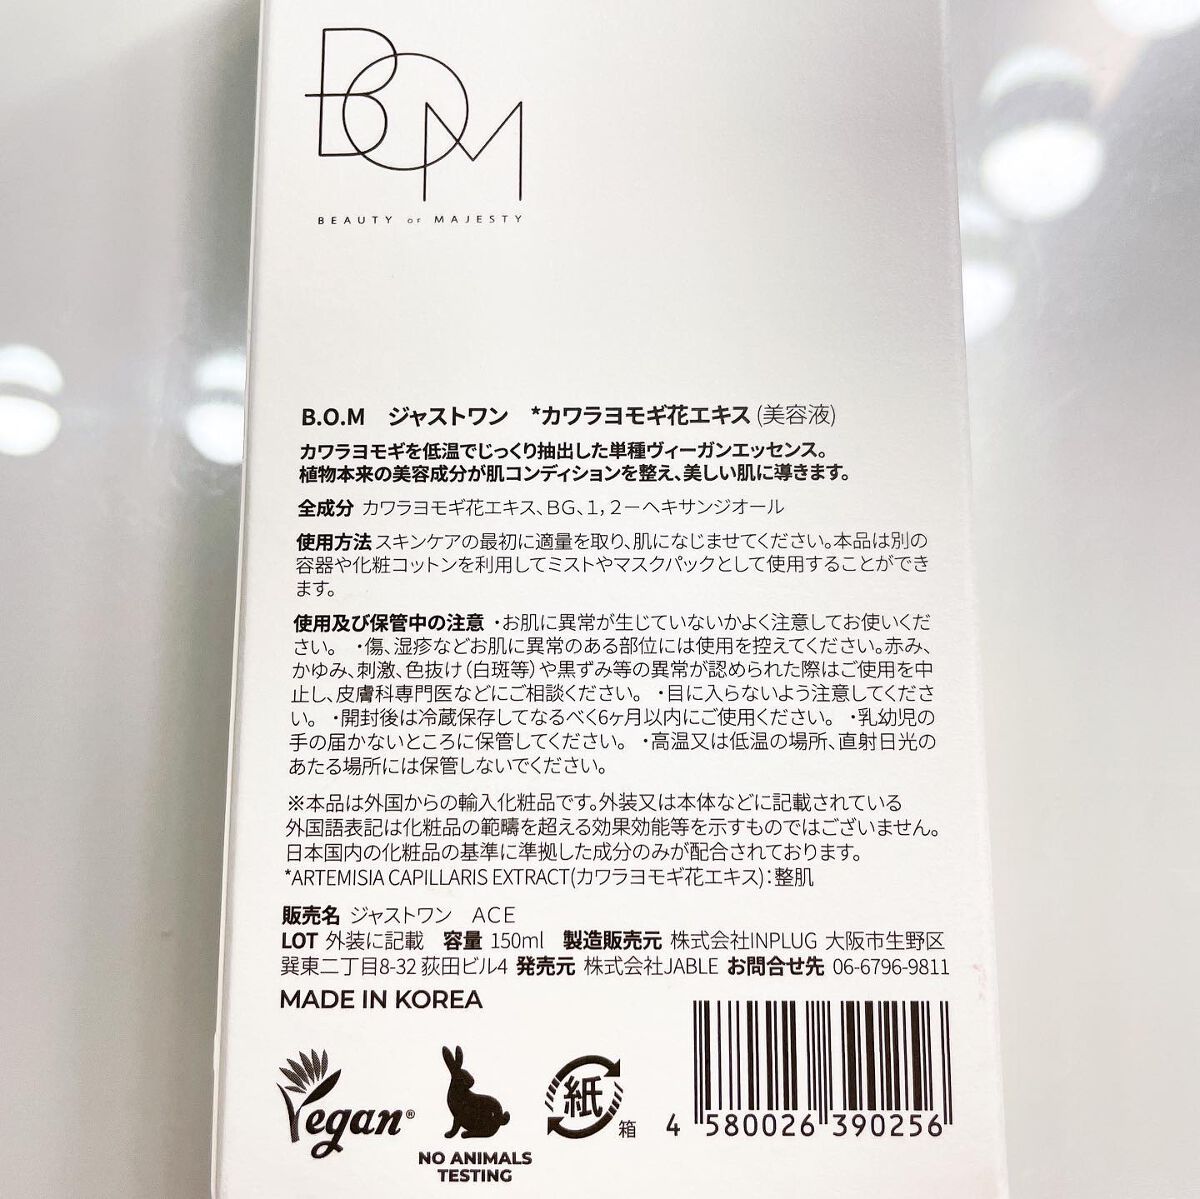 BOM
BEAUTY OF MAJESTY
B.O.M ジャストワン *カワラヨモギ花エキス(美容液)
カワラヨモギを低温でじっくり抽出した単種ヴィーガンエッセンス。
植物本来の美容成分が肌コンディションを整え、美しい肌に導きます。
全成分 カワラヨモギ花エキス、BG、1,2-ヘキサンジオール
使用方法 スキンケアの最初に適量を取り、肌になじませてください。本品は別の
容器や化粧コットンを利用してミストやマスクパックとして使用することができ
ます。
使用及び保管中の注意 ・お肌に異常が生じていないかよく注意してお使いくだ
さい。 ・傷、湿疹などお肌に異常のある部位には使用を控えてください。赤み、
かゆみ、刺激、色抜け(白斑等)や黒ずみ等の異常が認められた際はご使用を中
止し、皮膚科専門医などにご相談ください。 ・目に入らないよう注意してくださ
い。 ・開封後は冷蔵保存してなるべく6ヶ月以内にご使用ください。 ・乳幼児の
手の届かないところに保管してください。 ・高温又は低温の場所、直射日光の
あたる場所には保管しないでください。
※本品は外国からの輸入化粧品です。外装又は本体などに記載されている
外国語表記は化粧品の範疇を超える効果効能等を示すものではございません。
日本国内の化粧品の基準に準拠した成分のみが配合されております。
*ARTEMISIA CAPILLARIS EXTRACT(カワラヨモギ花エキス):整肌
販売名 ジャストワン ACE
LOT 外装に記載 容量 150ml 製造販売元 株式会社INPLUG 大阪市生野区
巽東二丁目8-32 荻田ビル4 発売元 株式会社JABLE お問合せ先 06-6796-9811
MADE IN KOREA
Vegan®
NO ANIMALS
TESTING
紙
箱
4 580026 390256